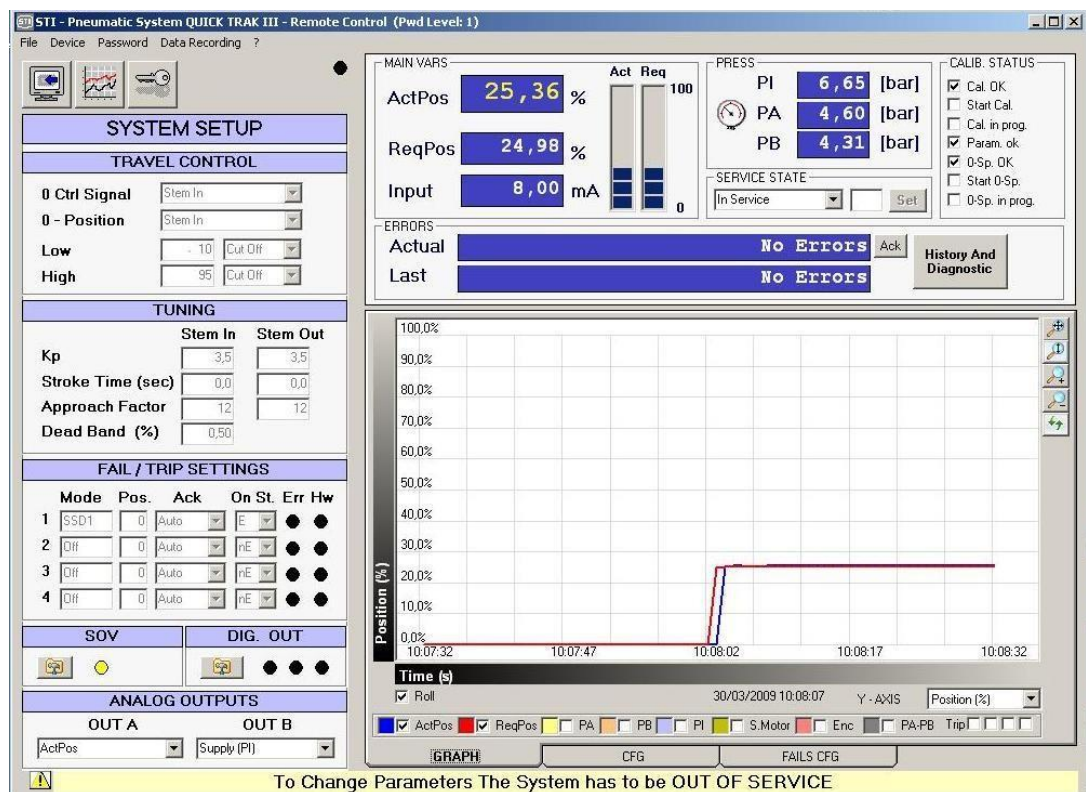 STI - Pneumatic System QUICK TRAK III - Remote Control (Pwd Level: 1)
File Device Password Data Recording ?
SYSTEM SETUP
TRAVEL CONTROL
0 Ctrl Signal Stem In
0 - Position Stem In
Low - 10 Cut Off
High 95 Cut Off
TUNING
Stem In Stem Out
Kp 3,5 3,5
Stroke Time (sec) 0,0 0,0
Approach Factor 12 12
Dead Band (%) 0,50
FAIL / TRIP SETTINGS
Mode Pos. Ack On St. Err Hw
1 SSD1 0 Auto E
2 Off 0 Auto nE
3 Off 0 Auto nE
4 Off 0 Auto nE
SOV DIG. OUT
ANALOG OUTPUTS
OUT A OUT B
ActPos Supply (PI)
MAIN VARS
Act Req
ActPos 25,36 % 100
ReqPos 24,98 %
Input 8,00 mA 0
PRESS
PI 6,65 [bar]
PA 4,60 [bar]
PB 4,31 [bar]
SERVICE STATE
In Service Set
CALIB. STATUS
Cal. OK
Start Cal.
Cal. in prog.
Param. ok
0-Sp. OK
Start 0-Sp.
0-Sp. in prog.
ERRORS
Actual No Errors Ack
Last No Errors
History And
Diagnostic
100,0%
90,0%
80,0%
70,0%
60,0%
50,0%
40,0%
30,0%
20,0%
10,0%
0,0%
Position (%)
10:07:32 10:07:47 10:08:02 10:08:17 10:08:32
Time (s)
Roll 30/03/2009 10:08:07 Y - AXIS Position (%)
ActPos ReqPos PA PB PI S.Motor Enc PA-PB Trip
GRAPH CFG FAILS CFG
To Change Parameters The System has to be OUT OF SERVICE